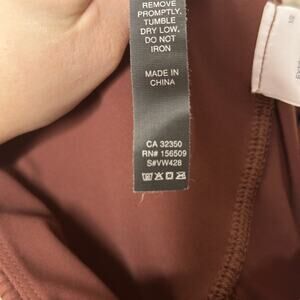 REMOVE
PROMPTLY.
TUMBLE
DRY LOW.
DO NOT
IRON
MADE IN
CHINA
CA 32350
RN# 156509
S#VW428